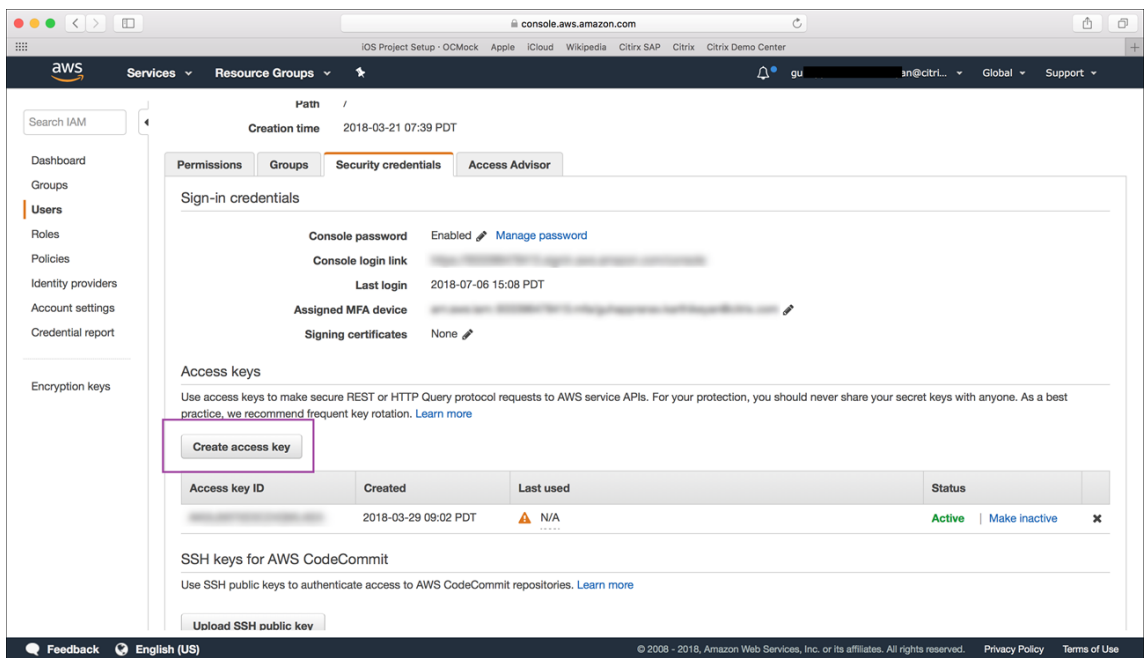 console.aws.amazon.com
iOS Project Setup · OCMock Apple iCloud Wikipedia Citirx SAP Citrix Citrix Demo Center
aws Services Resource Groups gu an@citri... Global Support
Path /
Search IAM
Creation time 2018-03-21 07:39 PDT
Dashboard
Groups
Users
Roles
Policies
Identity providers
Account settings
Credential report
Encryption keys
Permissions Groups Security credentials Access Advisor
Sign-in credentials
Console password Enabled Manage password
Console login link
Last login 2018-07-06 15:08 PDT
Assigned MFA device
Signing certificates None
Access keys
Use access keys to make secure REST or HTTP Query protocol requests to AWS service APIs. For your protection, you should never share your secret keys with anyone. As a best
practice, we recommend frequent key rotation. Learn more
Create access key
Access key ID Created Last used Status
2018-03-29 09:02 PDT N/A Active | Make inactive
SSH keys for AWS CodeCommit
Use SSH public keys to authenticate access to AWS CodeCommit repositories. Learn more
Upload SSH public key
Feedback English (US) © 2008 - 2018, Amazon Web Services, Inc. or its affiliates. All rights reserved. Privacy Policy Terms of Use